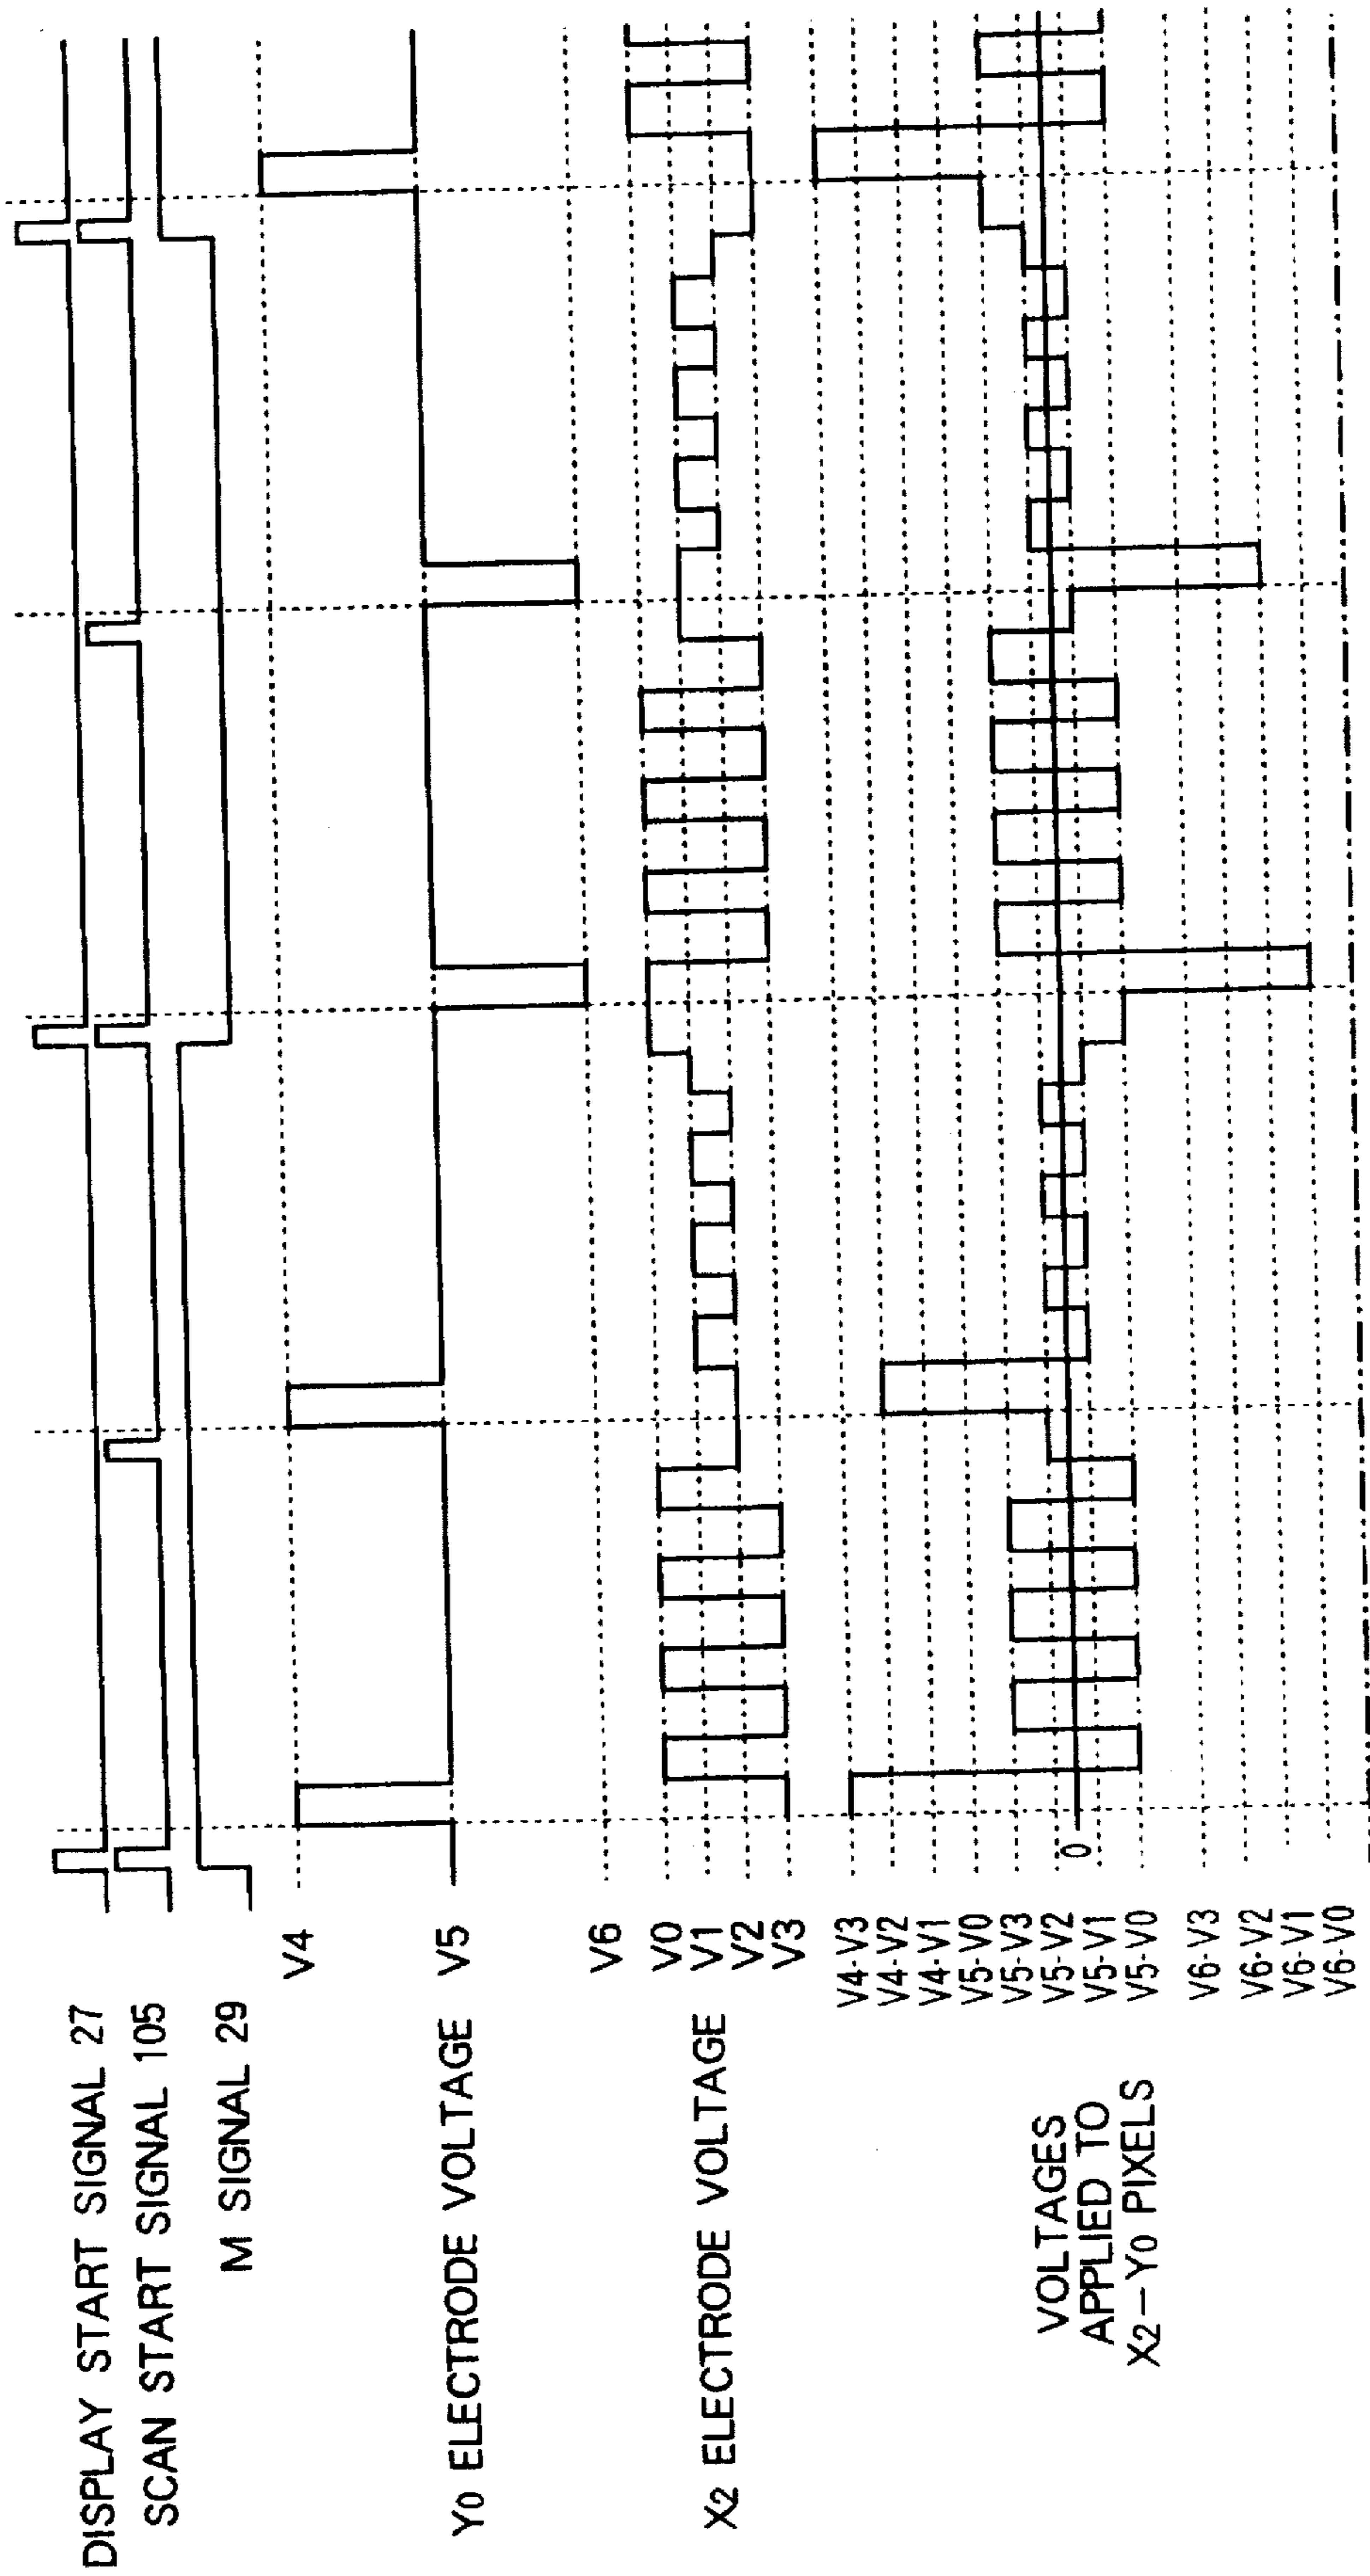 DISPLAY START SIGNAL 27
SCAN START SIGNAL 105
M SIGNAL 29
V4
Y0 ELECTRODE VOLTAGE V5
V6
V0
V1
X2 ELECTRODE VOLTAGE V2
V3
V4-V3
V4-V2
V4-V1
V5-V0
V5-V3
V5-V2
V5-V1
V5-V0
V6-V3
V6-V2
V6-V1
V6-V0
0
VOLTAGES
APPLIED TO
X2–Y0 PIXELS